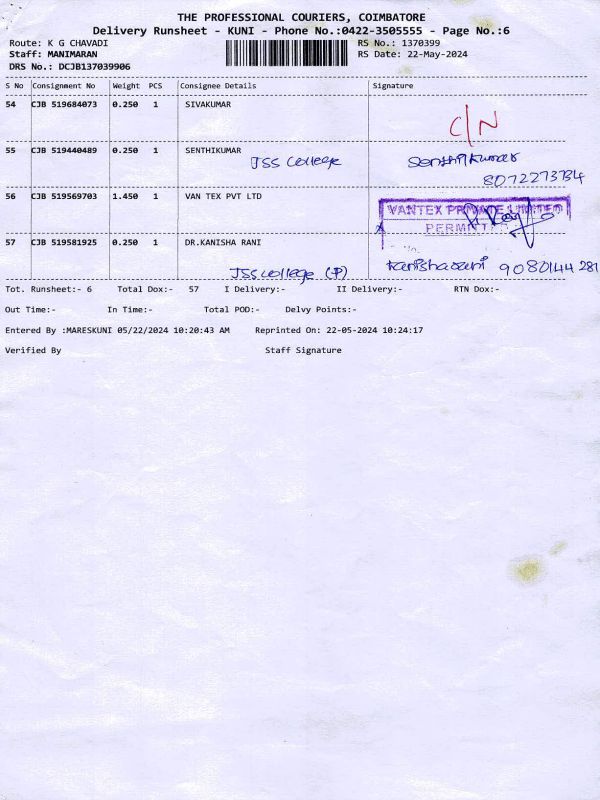 THE PROFESSIONAL COURIERS, COIMBATORE
Delivery Runsheet - KUNI - Phone No.:0422-3505555 - Page No.:6
Route: K G CHAVADI RS No.: 1370399
Staff: MANIMARAN RS Date: 22-May-2024
DRS No.: DCJB137039906
S No Consignment No Weight PCS Consignee Details Signature
54 CJB 519684073 0.250 1 SIVAKUMAR
C/N
55 CJB 519440489 0.250 1 SENTHIKUMAR
JSS College Senthilkumar
8072273734
56 CJB 519569703 1.450 1 VAN TEX PVT LTD
VANTEX PRIVATE LIMITED
57 CJB 519581925 0.250 1 DR.KANISHA RANI
JSS College (P) Kanisharani 9080144281
Tot. Runsheet:- 6 Total Dox:- 57 I Delivery:- II Delivery:- RTN Dox:-
Out Time:- In Time:- Total POD:- Delvy Points:-
Entered By :MARESKUNI 05/22/2024 10:20:43 AM Reprinted On: 22-05-2024 10:24:17
Verified By Staff Signature